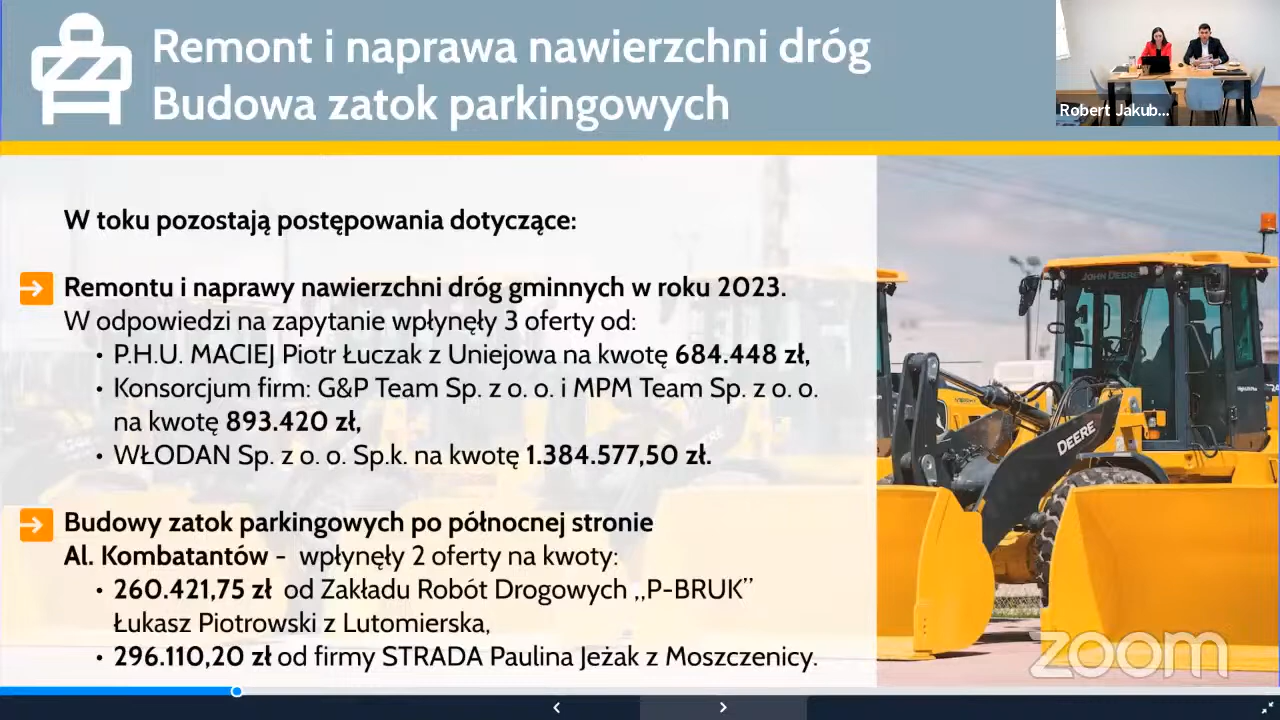 Remont i naprawa nawierzchni dróg
Budowa zatok parkingowych
Robert Jakub...
W toku pozostają postępowania dotyczące:
Remontu i naprawy nawierzchni dróg gminnych w roku 2023.
W odpowiedzi na zapytanie wpłynęły 3 oferty od:
• P.H.U. MACIEJ Piotr Łuczak z Uniejowa na kwotę 684.448 zł,
• Konsorcjum firm: G&P Team Sp. z o. o. i MPM Team Sp. z o. o.
na kwotę 893.420 zł,
• WŁODAN Sp. z o. o. Sp.k. na kwotę 1.384.577,50 zł.
Budowy zatok parkingowych po północnej stronie
Al. Kombatantów - wpłynęły 2 oferty na kwoty:
• 260.421,75 zł od Zakładu Robót Drogowych ,,P-BRUK’’
Łukasz Piotrowski z Lutomierska,
• 296.110,20 zł od firmy STRADA Paulina Jeżak z Moszczenicy.
JOHN DEERE
DEERE
zoom